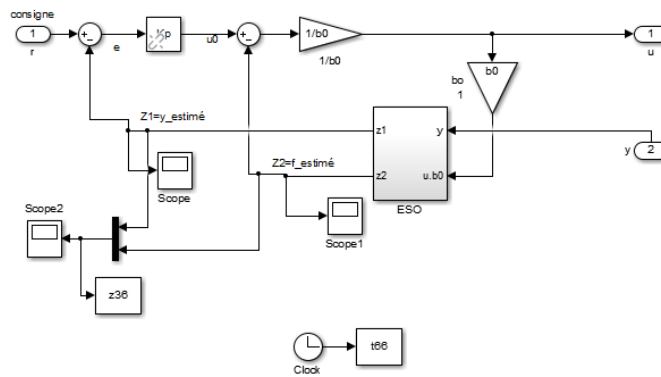 consigne
1
r
e
Kp
u0
1/b0
1/b0
1
u
b0
bo
1
Z1=y_estimé
z1
y
2
y
Z2=f_estimé
z2
u.b0
ESO
Scope
Scope1
Scope2
z36
t66
Clock